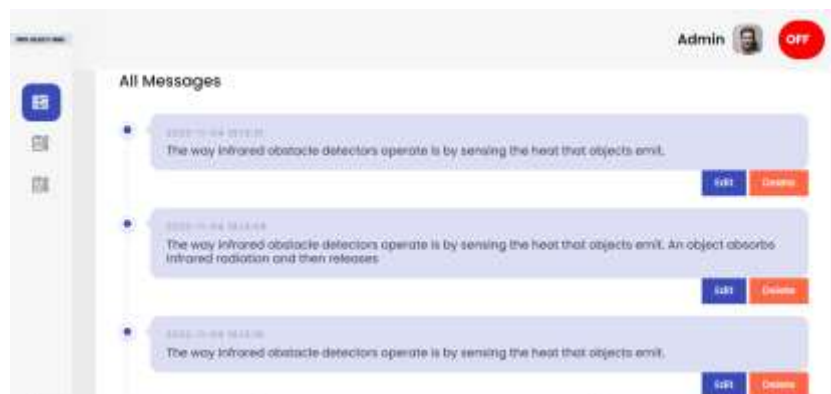 Admin
OFF
All Messages
The way infrared obstacle detectors operate is by sensing the heat that objects emit.
Edit Delete
The way infrared obstacle detectors operate is by sensing the heat that objects emit. An object absorbs
infrared radiation and then releases
Edit Delete
The way infrared obstacle detectors operate is by sensing the heat that objects emit.
Edit Delete